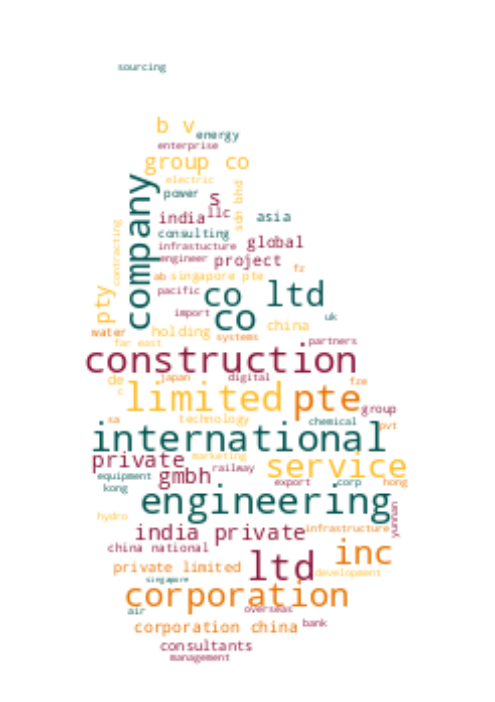 sourcing
b v
energy
enterprise
group co
electric
company
power
s
sdn bhd
llc
india
asia
contracting
consulting
infrastucture
global
engineer
project
fz
ab
singapore pte
pty
pacific
co ltd
import
co
uk
water
holding
china
systems
far east
partners
construction
de
japan
digital
fze
c
limited
pte
group
sa
technology
chemical
pvt
international
private
marketing
service
railway
equipment
gmbh
kong
export
corp
hong
engineering
hydro
yunnan
india private
infrastructure
china national
inc
ltd
private limited
development
singapore
corporation
air
overseas
corporation china
bank
consultants
management